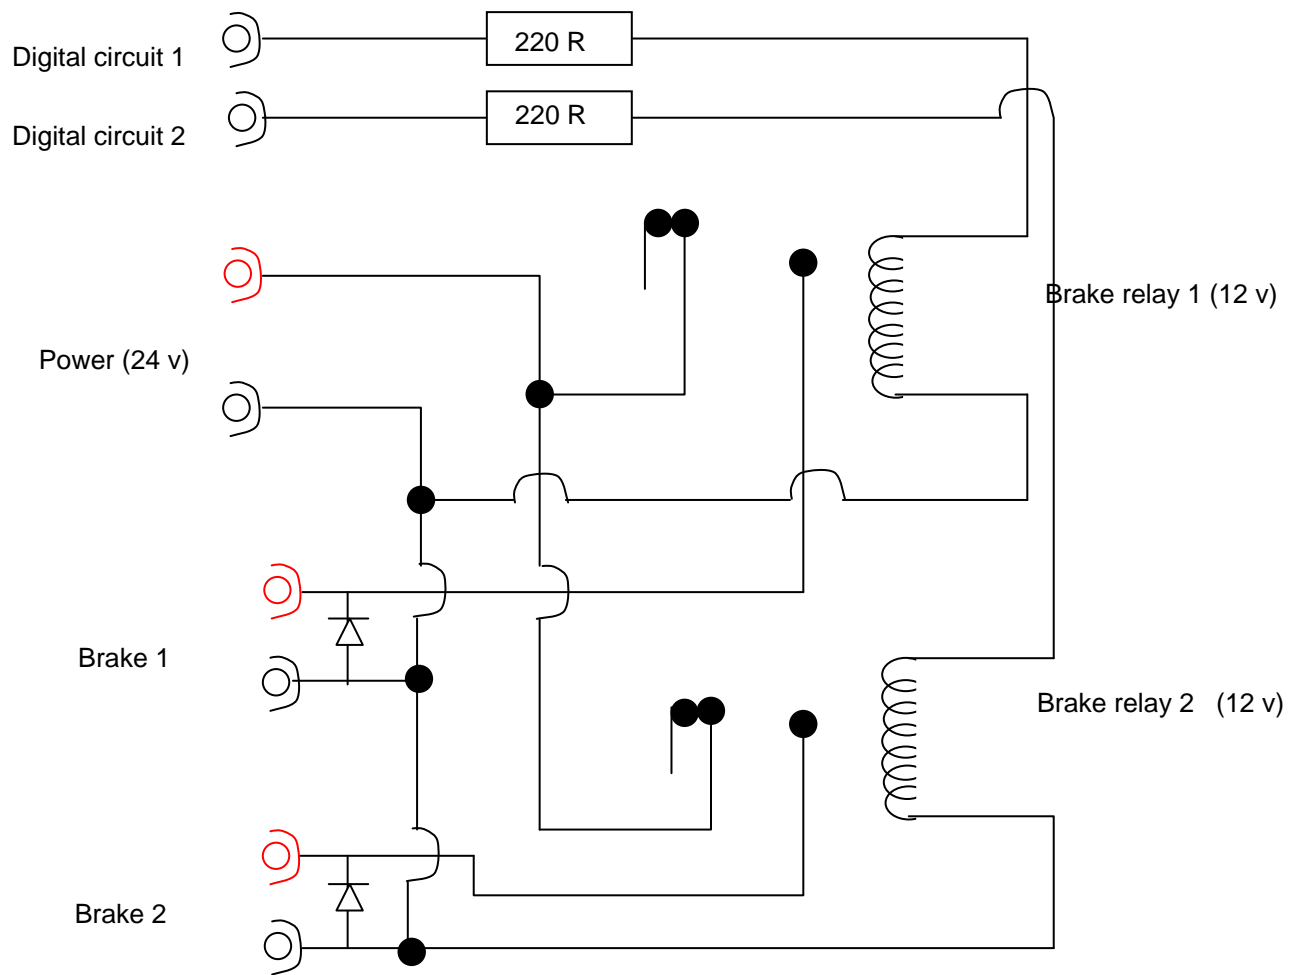 220 R
Digital circuit 1
220 R
Digital circuit 2
Brake relay 1 (12 v)
Power (24 v)
Brake 1
Brake relay 2 (12 v)
Brake 2